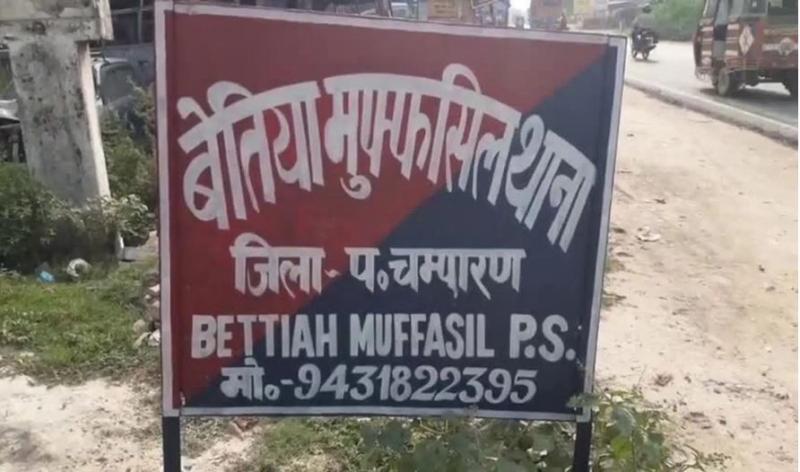 बेतिया मुफ्फसिल थाना
जिला - प॰ चम्पारण
BETTIAH MUFFASIL P.S.
मो॰-9431822395